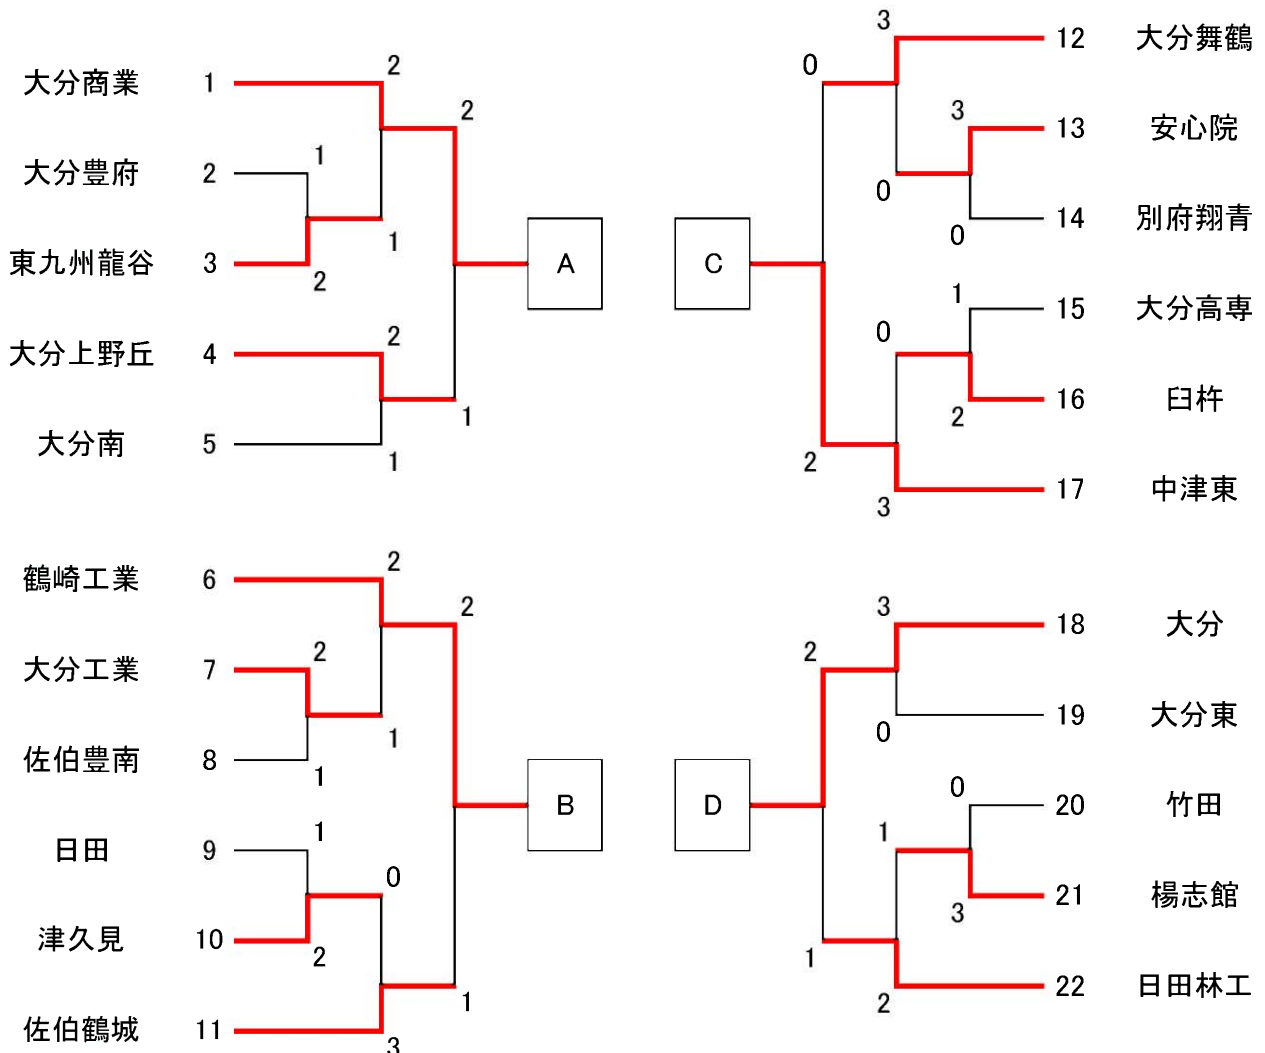 大分商業 1
大分豊府 2
東九州龍谷 3
大分上野丘 4
大分南 5
2
1
2
1
2
1
2
1
A
鶴崎工業 6
大分工業 7
佐伯豊南 8
日田 9
津久見 10
佐伯鶴城 11
2
2
1
1
1
2
0
3
2
1
B
12 大分舞鶴
13 安心院
14 別府翔青
15 大分高専
16 臼杵
17 中津東
3
0
3
0
1
2
0
3
0
2
C
18 大分
19 大分東
20 竹田
21 楊志館
22 日田林工
3
0
0
3
1
2
2
1
D